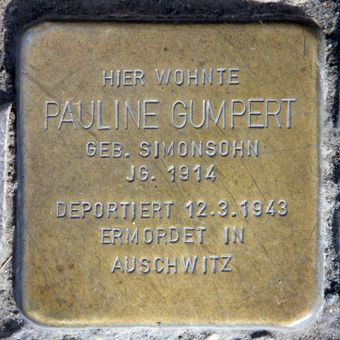 HIER WOHNTE
PAULINE GUMPERT
GEB. SIMONSOHN
JG. 1914
DEPORTIERT 12.3.1943
ERMORDET IN
AUSCHWITZ